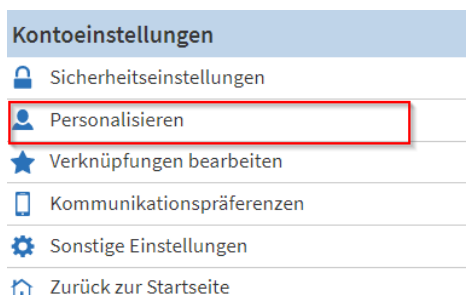 Kontoeinstellungen
Sicherheitseinstellungen
Personalisieren
Verknüpfungen bearbeiten
Kommunikationspräferenzen
Sonstige Einstellungen
Zurück zur Startseite